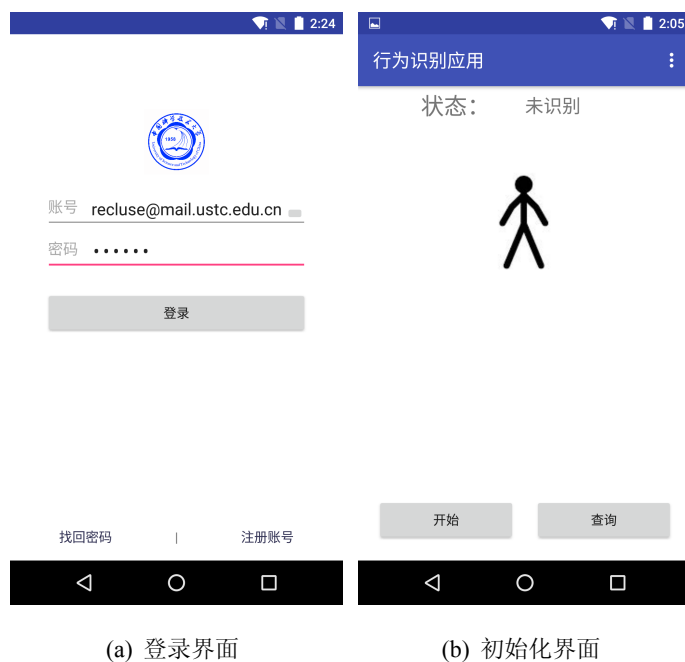 2:24
1958
账号 recluse@mail.ustc.edu.cn
密码 ••••••
登录
找回密码 | 注册账号
(a) 登录界面
2:05
行为识别应用
状态： 未识别
开始 查询
(b) 初始化界面